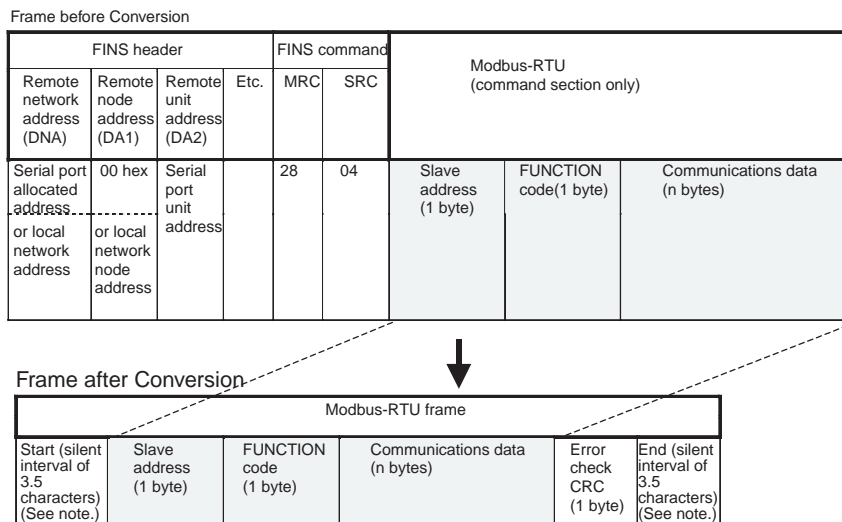 Frame before Conversion
FINS header
FINS command
Modbus-RTU
(command section only)
Remote
network
address
(DNA)
Remote
node
address
(DA1)
Remote
unit
address
(DA2)
Etc.
MRC
SRC
Serial port
allocated
address
or local
network
address
00 hex
or local
network
node
address
Serial
port
unit
address
28
04
Slave
address
(1 byte)
FUNCTION
code(1 byte)
Communications data
(n bytes)
Frame after Conversion
Modbus-RTU frame
Start (silent
interval of
3.5
characters)
(See note.)
Slave
address
(1 byte)
FUNCTION
code
(1 byte)
Communications data
(n bytes)
Error
check
CRC
(1 byte)
End (silent
interval of
3.5
characters)
(See note.)